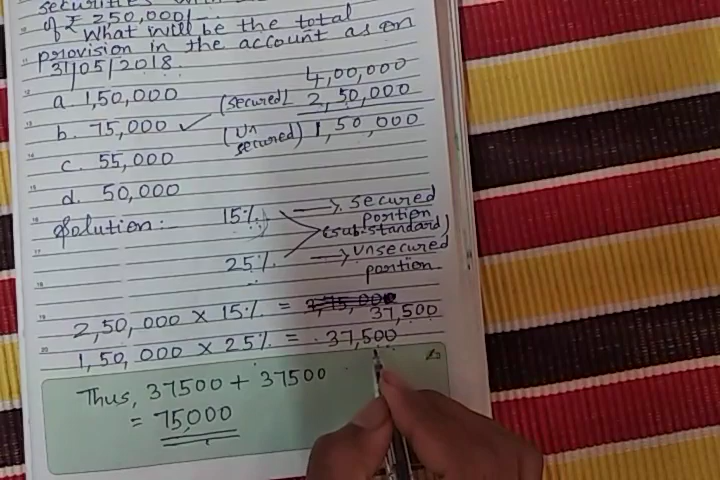 securities
of ₹ 250,000/-.
What will be the total
provision in the account as on
31/05/2018.
a. 1,50,000
4,00,000
b. 75,000 ✓
(secured) 2,50,000
(Un secured) 1,50,000
c. 55,000
d. 50,000
Solution:-
15% → secured portion
(sub-standard)
25% → Unsecured portion
2,50,000 × 15% = 37,500
1,50,000 × 25% = 37,500
Thus, 37500 + 37500
= 75,000